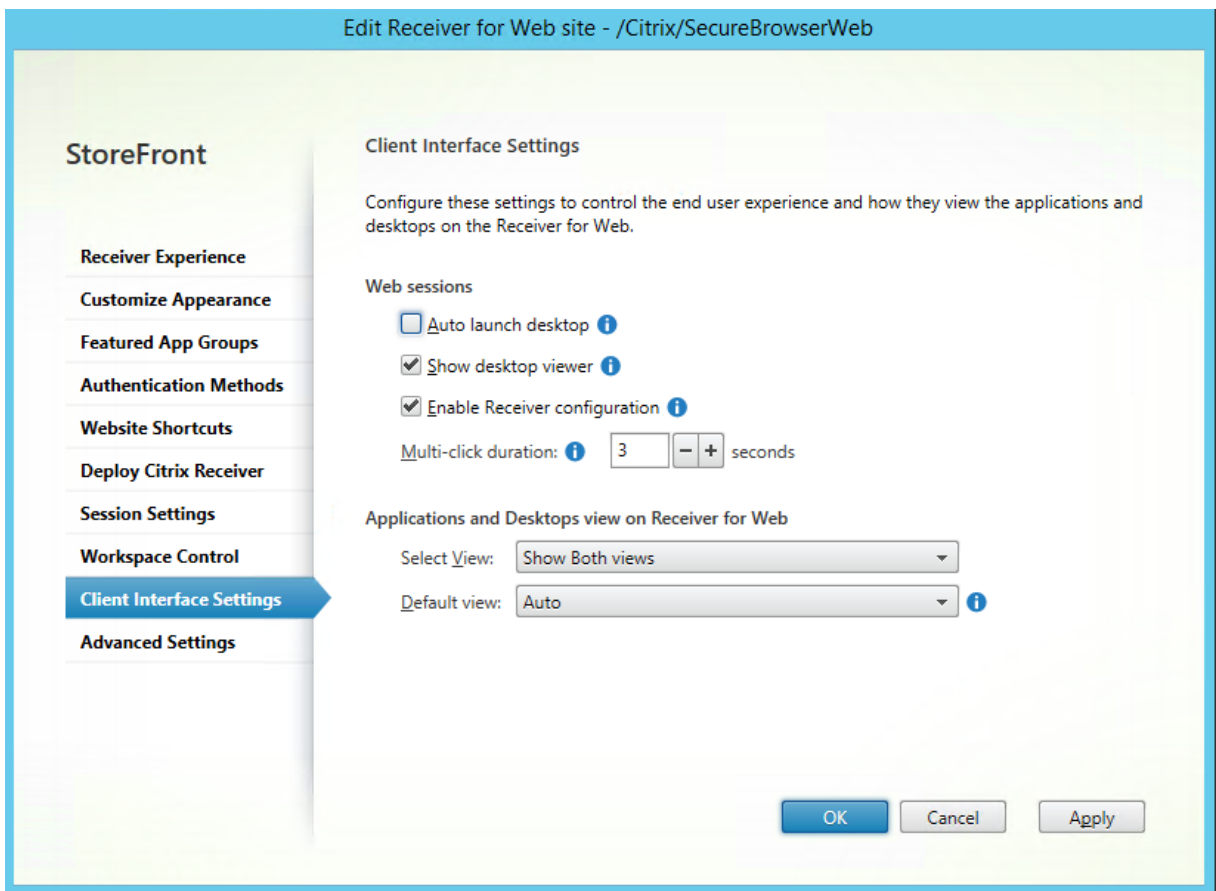 Edit Receiver for Web site - /Citrix/SecureBrowserWeb
StoreFront
Receiver Experience
Customize Appearance
Featured App Groups
Authentication Methods
Website Shortcuts
Deploy Citrix Receiver
Session Settings
Workspace Control
Client Interface Settings
Advanced Settings
Client Interface Settings
Configure these settings to control the end user experience and how they view the applications and
desktops on the Receiver for Web.
Web sessions
Auto launch desktop
Show desktop viewer
Enable Receiver configuration
Multi-click duration: 3 seconds
Applications and Desktops view on Receiver for Web
Select View: Show Both views
Default view: Auto
OK Cancel Apply